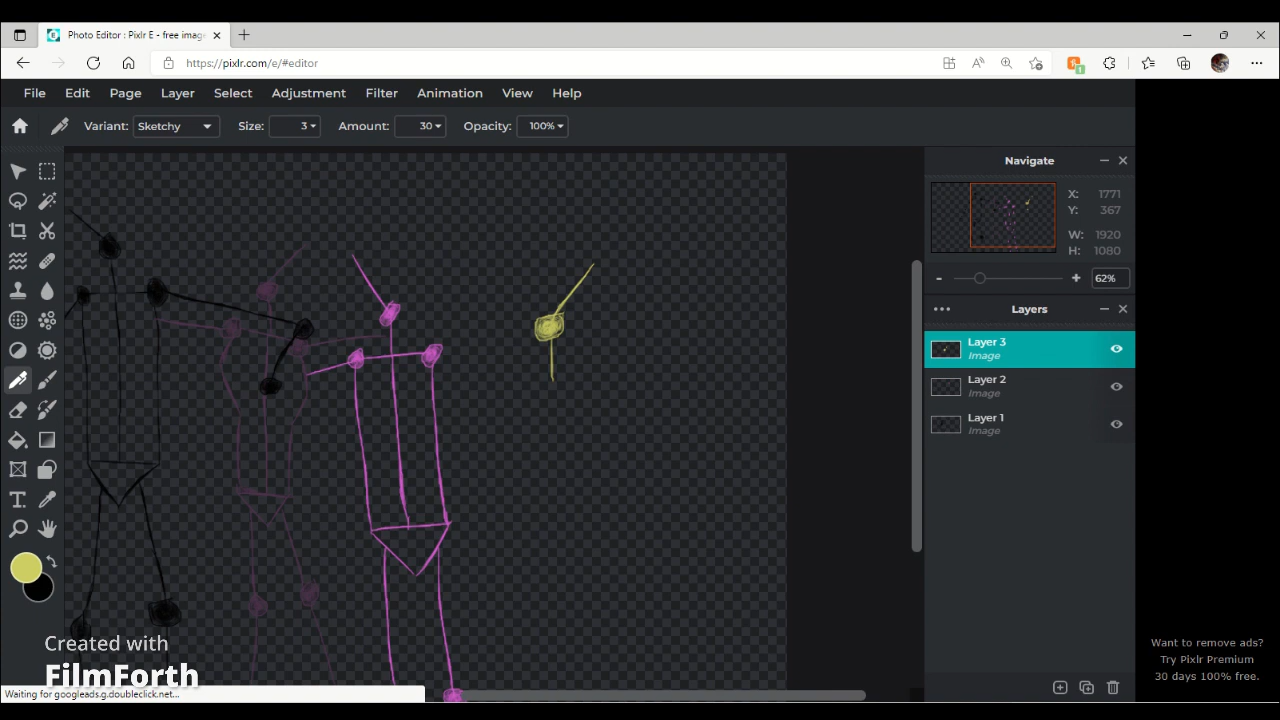 Photo Editor : Pixlr E - free image
https://pixlr.com/e/#editor
File Edit Page Layer Select Adjustment Filter Animation View Help
Variant: Sketchy Size: 3 Amount: 30 Opacity: 100%
Navigate
X: 1771
Y: 367
W: 1920
H: 1080
- + 62%
Layers
Layer 3
Image
Layer 2
Image
Layer 1
Image
Created with
FilmForth
Waiting for googleads.g.doubleclick.net...
Want to remove ads?
Try Pixlr Premium
30 days 100% free.